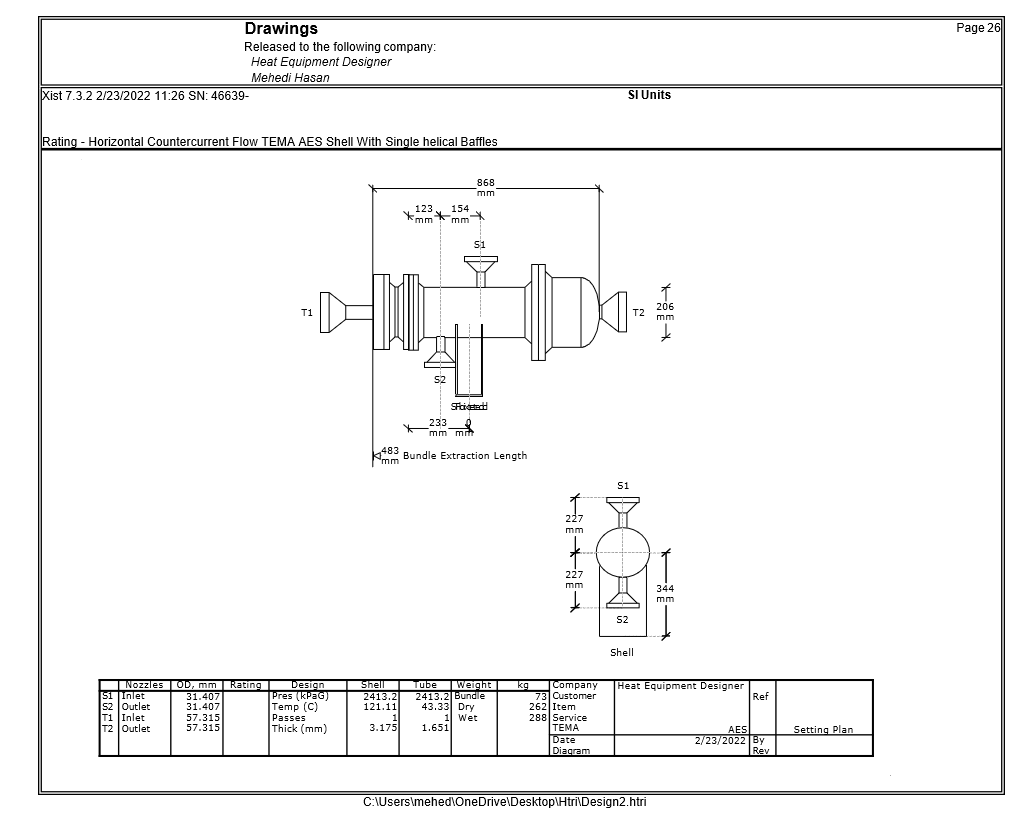 Drawings
Page 26
Released to the following company:
Heat Equipment Designer
Mehedi Hasan
Xist 7.3.2 2/23/2022 11:26 SN: 46639-
SI Units
Rating - Horizontal Countercurrent Flow TEMA AES Shell With Single helical Baffles
868
mm
123 154
mm mm
S1
T1
T2
206
mm
S2
233 0
mm mm
483
mm Bundle Extraction Length
S1
227
mm
227
mm
344
mm
S2
Shell
Nozzles OD, mm Rating Design Shell Tube Weight kg Company Heat Equipment Designer
S1 Inlet 31.407 Pres (kPaG) 2413.2 2413.2 Bundle 73 Customer Ref
S2 Outlet 31.407 Temp (C) 121.11 43.33 Dry 262 Item
T1 Inlet 57.315 Passes 1 1 Wet 288 Service
T2 Outlet 57.315 Thick (mm) 3.175 1.651 TEMA AES Setting Plan
Date 2/23/2022 By
Diagram Rev
C:\Users\mehed\OneDrive\Desktop\Htri\Design2.htri